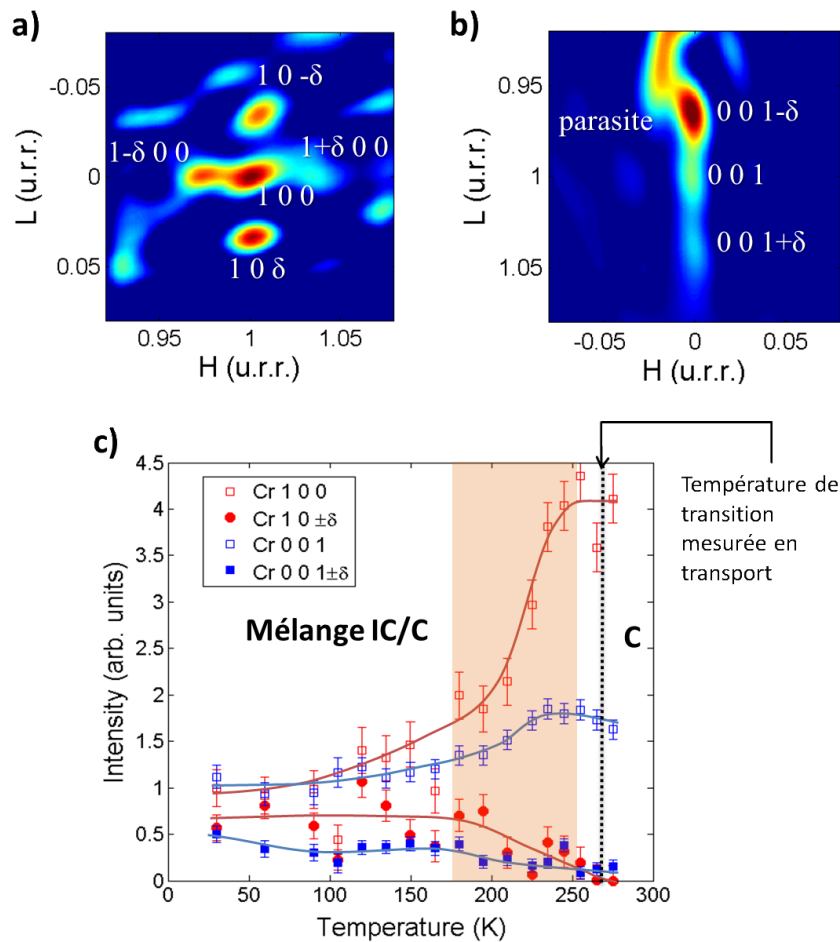 a)
-0.05
0
0.05
L (u.r.r.)
1 0 -δ
1-δ 0 0
1+δ 0 0
1 0 0
1 0 δ
0.95
1
1.05
H (u.r.r.)
b)
0.95
1
1.05
L (u.r.r.)
parasite
0 0 1-δ
0 0 1
0 0 1+δ
-0.05
0
0.05
H (u.r.r.)
c)
4.5
4
3.5
3
2.5
2
1.5
1
0.5
0
Intensity (arb. units)
Cr 1 0 0
Cr 1 0 ±δ
Cr 0 0 1
Cr 0 0 1±δ
Mélange IC/C
C
Température de
transition
mesurée en
transport
0
50
100
150
200
250
300
Temperature (K)